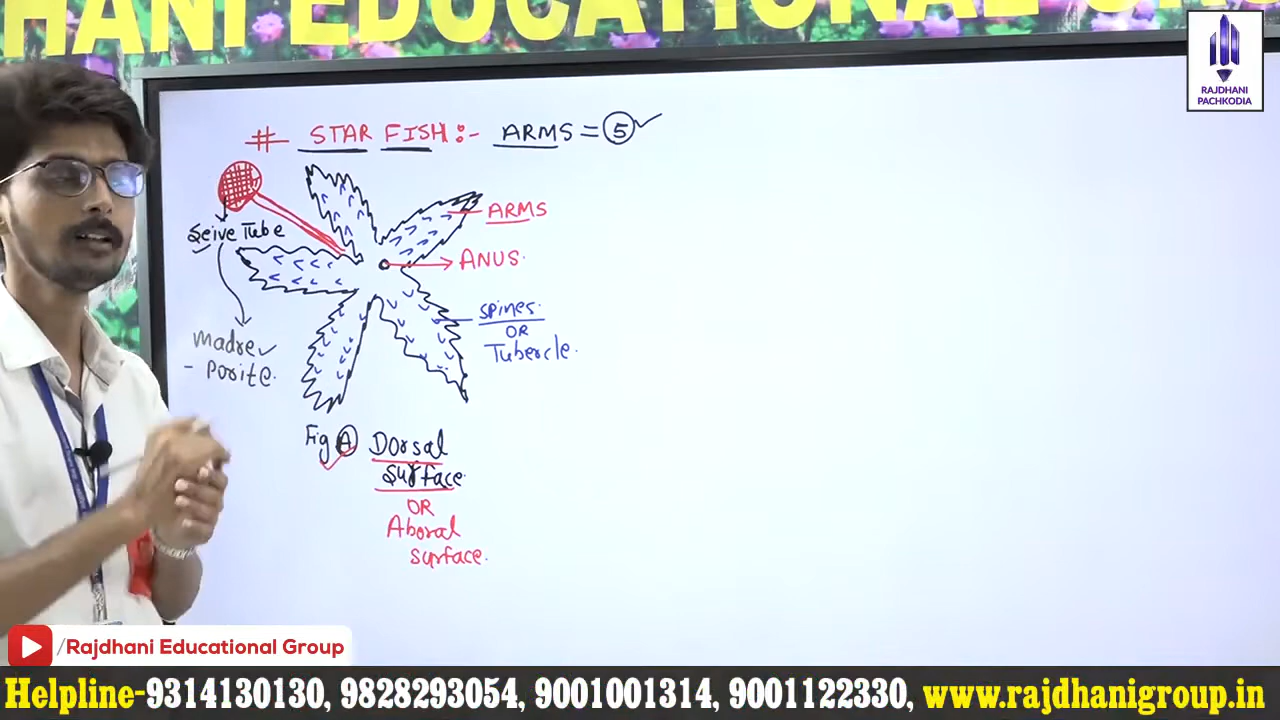 HANI EDUCATIONAL GRO
RAJDHANI
PACHKODIA
# STAR FISH :- ARMS = 5 ✓
ARMS
Seive Tube
ANUS.
spines.
OR
Tubercle.
madre ✓
- porite.
Fig A Dorsal
surface.
OR
Aboral
surface.
/Rajdhani Educational Group
Helpline-9314130130, 9828293054, 9001001314, 9001122330, www.rajdhanigroup.in